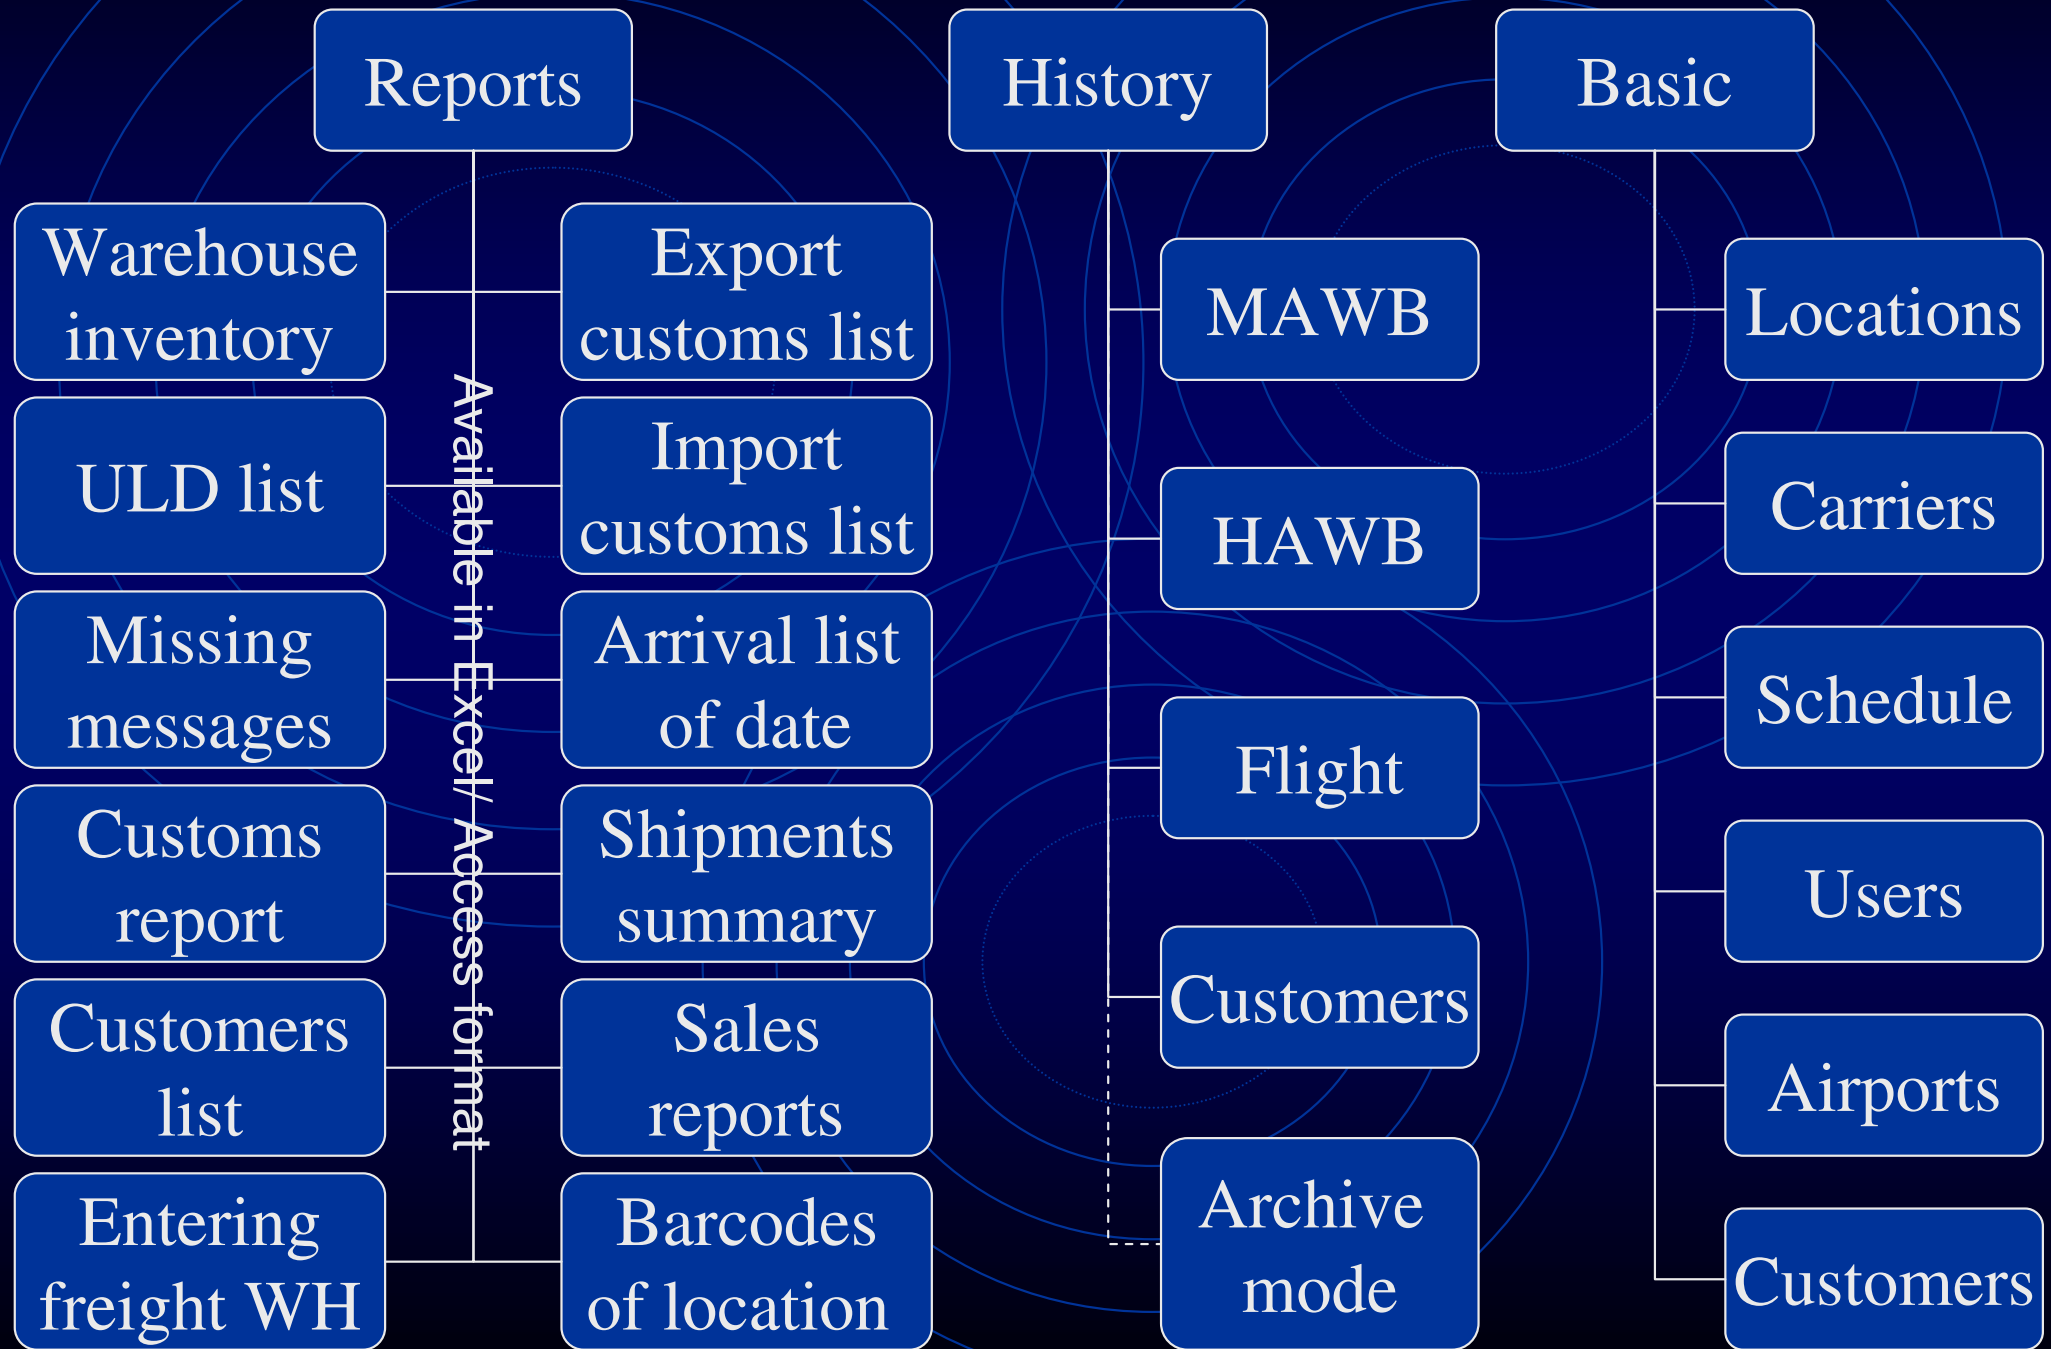 Reports
Warehouse
inventory
Export
customs list
ULD list
Import
customs list
Missing
messages
Arrival list
of date
Customs
report
Shipments
summary
Customers
list
Sales
reports
Entering
freight WH
Barcodes
of location
Available in Excel/ Access format
History
MAWB
HAWB
Flight
Customers
Archive
mode
Basic
Locations
Carriers
Schedule
Users
Airports
Customers